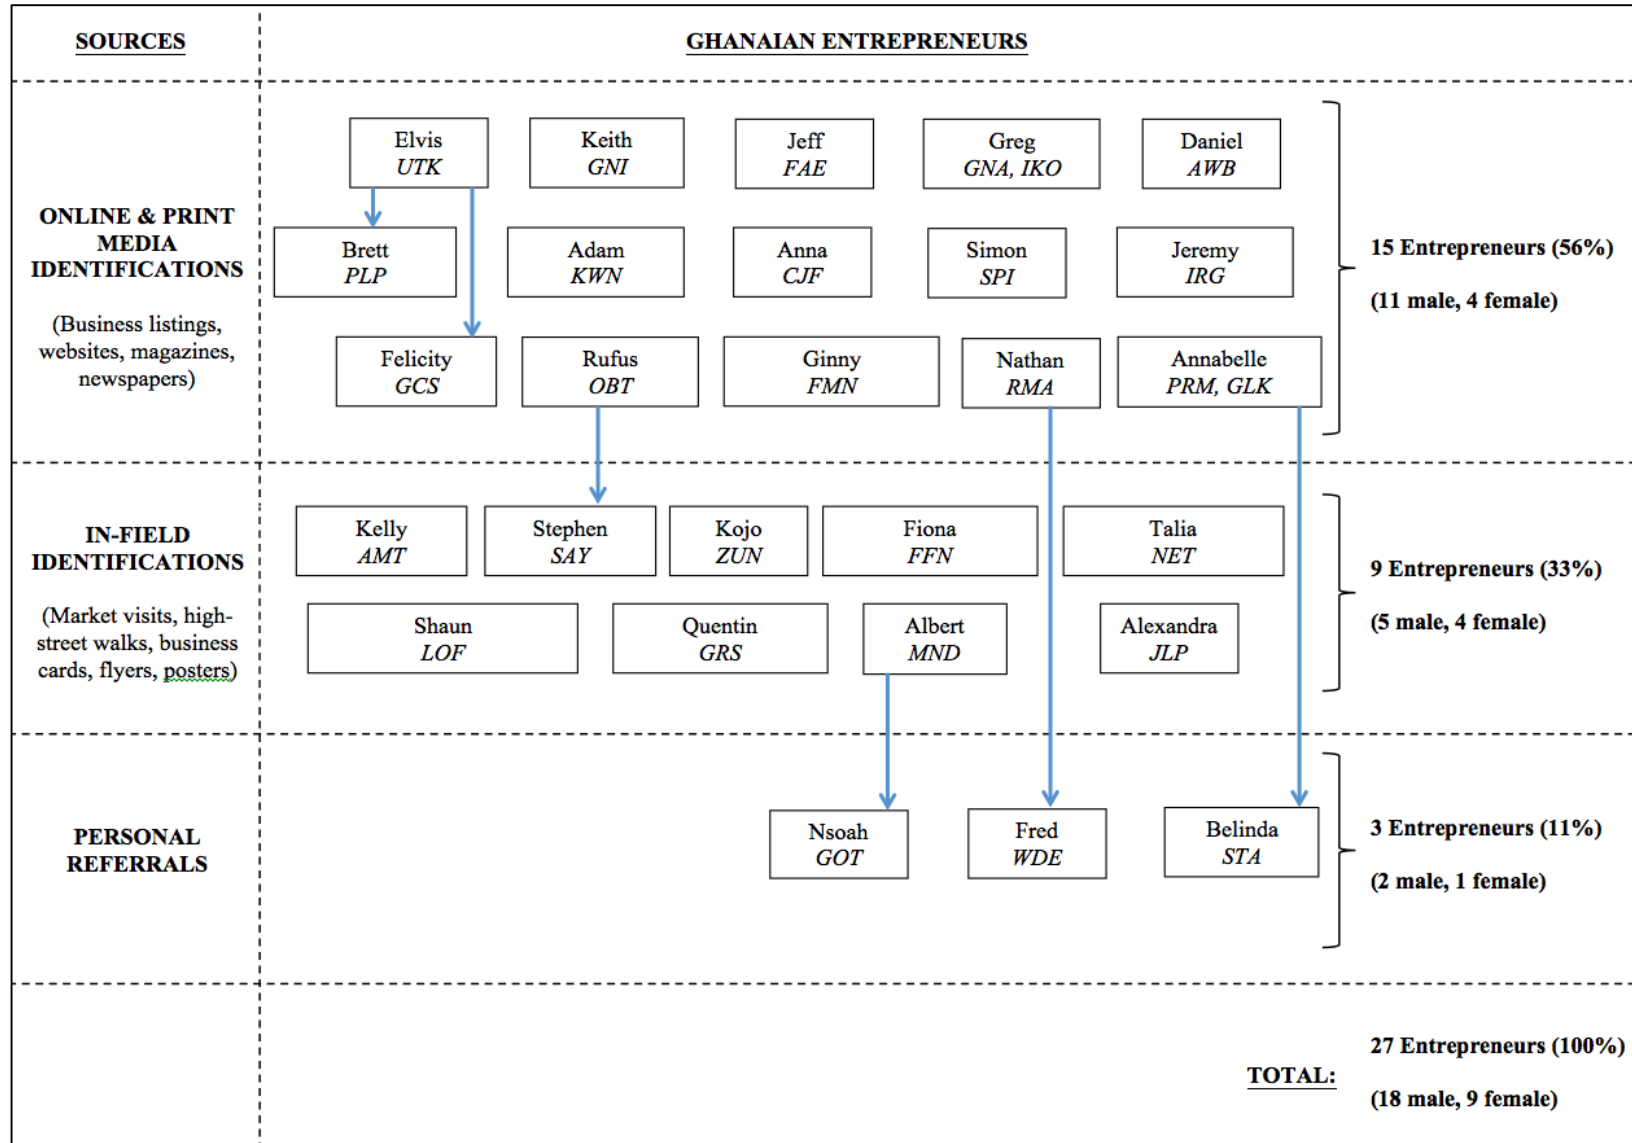 SOURCES
GHANAIAN ENTREPRENEURS
ONLINE & PRINT
MEDIA
IDENTIFICATIONS
(Business listings,
websites, magazines,
newspapers)
Elvis
UTK
Keith
GNI
Jeff
FAE
Greg
GNA, IKO
Daniel
AWB
Brett
PLP
Adam
KWN
Anna
CJF
Simon
SPI
Jeremy
IRG
Felicity
GCS
Rufus
OBT
Ginny
FMN
Nathan
RMA
Annabelle
PRM, GLK
15 Entrepreneurs (56%)
(11 male, 4 female)
IN-FIELD
IDENTIFICATIONS
(Market visits, high-
street walks, business
cards, flyers, posters)
Kelly
AMT
Stephen
SAY
Kojo
ZUN
Fiona
FFN
Talia
NET
Shaun
LOF
Quentin
GRS
Albert
MND
Alexandra
JLP
9 Entrepreneurs (33%)
(5 male, 4 female)
PERSONAL
REFERRALS
Nsoah
GOT
Fred
WDE
Belinda
STA
3 Entrepreneurs (11%)
(2 male, 1 female)
TOTAL:
27 Entrepreneurs (100%)
(18 male, 9 female)